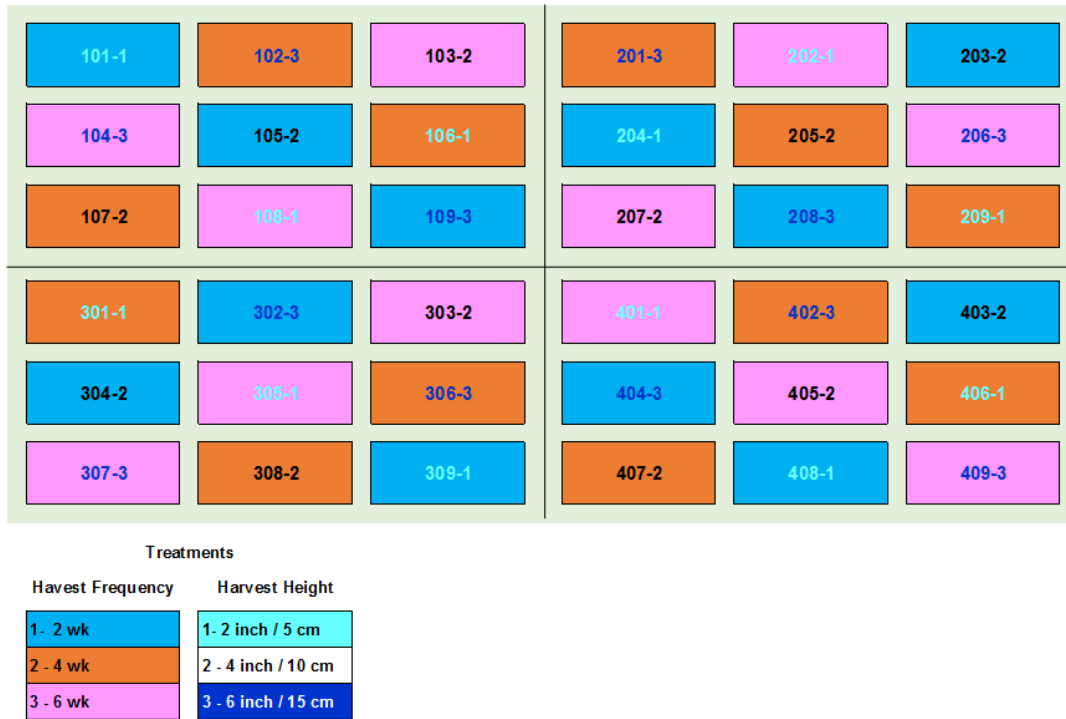 101-1 102-3 103-2 201-3 202-1 203-2
104-3 105-2 106-1 204-1 205-2 206-3
107-2 108-1 109-3 207-2 208-3 209-1
301-1 302-3 303-2 401-1 402-3 403-2
304-2 305-1 306-3 404-3 405-2 406-1
307-3 308-2 309-1 407-2 408-1 409-3
Treatments
Havest Frequency Harvest Height
1- 2 wk 1- 2 inch / 5 cm
2 - 4 wk 2 - 4 inch / 10 cm
3 - 6 wk 3 - 6 inch / 15 cm